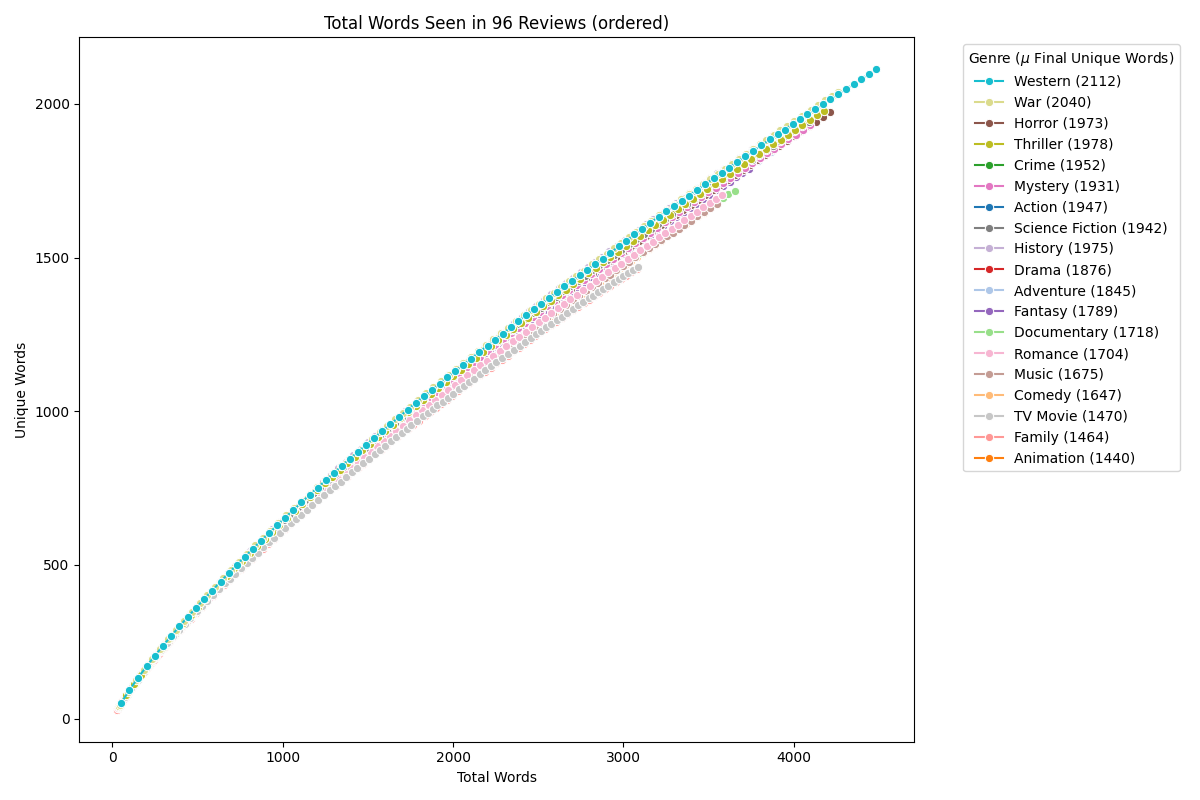 Total Words Seen in 96 Reviews (ordered)
Unique Words
2000
1500
1000
500
0
0 1000 2000 3000 4000
Total Words
Genre (μ Final Unique Words)
Western (2112)
War (2040)
Horror (1973)
Thriller (1978)
Crime (1952)
Mystery (1931)
Action (1947)
Science Fiction (1942)
History (1975)
Drama (1876)
Adventure (1845)
Fantasy (1789)
Documentary (1718)
Romance (1704)
Music (1675)
Comedy (1647)
TV Movie (1470)
Family (1464)
Animation (1440)